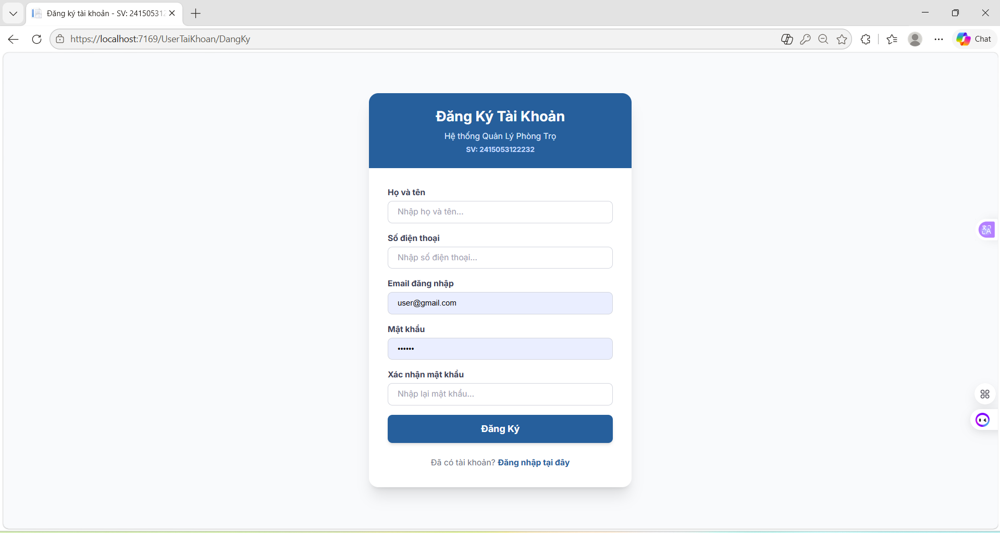 Đăng ký tài khoản - SV: 24150531
https://localhost:7169/UserTaiKhoan/DangKy
Chat
Đăng Ký Tài Khoản
Hệ thống Quản Lý Phòng Trọ
SV: 2415053122232
Họ và tên
Nhập họ và tên...
Số điện thoại
Nhập số điện thoại...
Email đăng nhập
user@gmail.com
Mật khẩu
••••••
Xác nhận mật khẩu
Nhập lại mật khẩu...
Đăng Ký
Đã có tài khoản? Đăng nhập tại đây